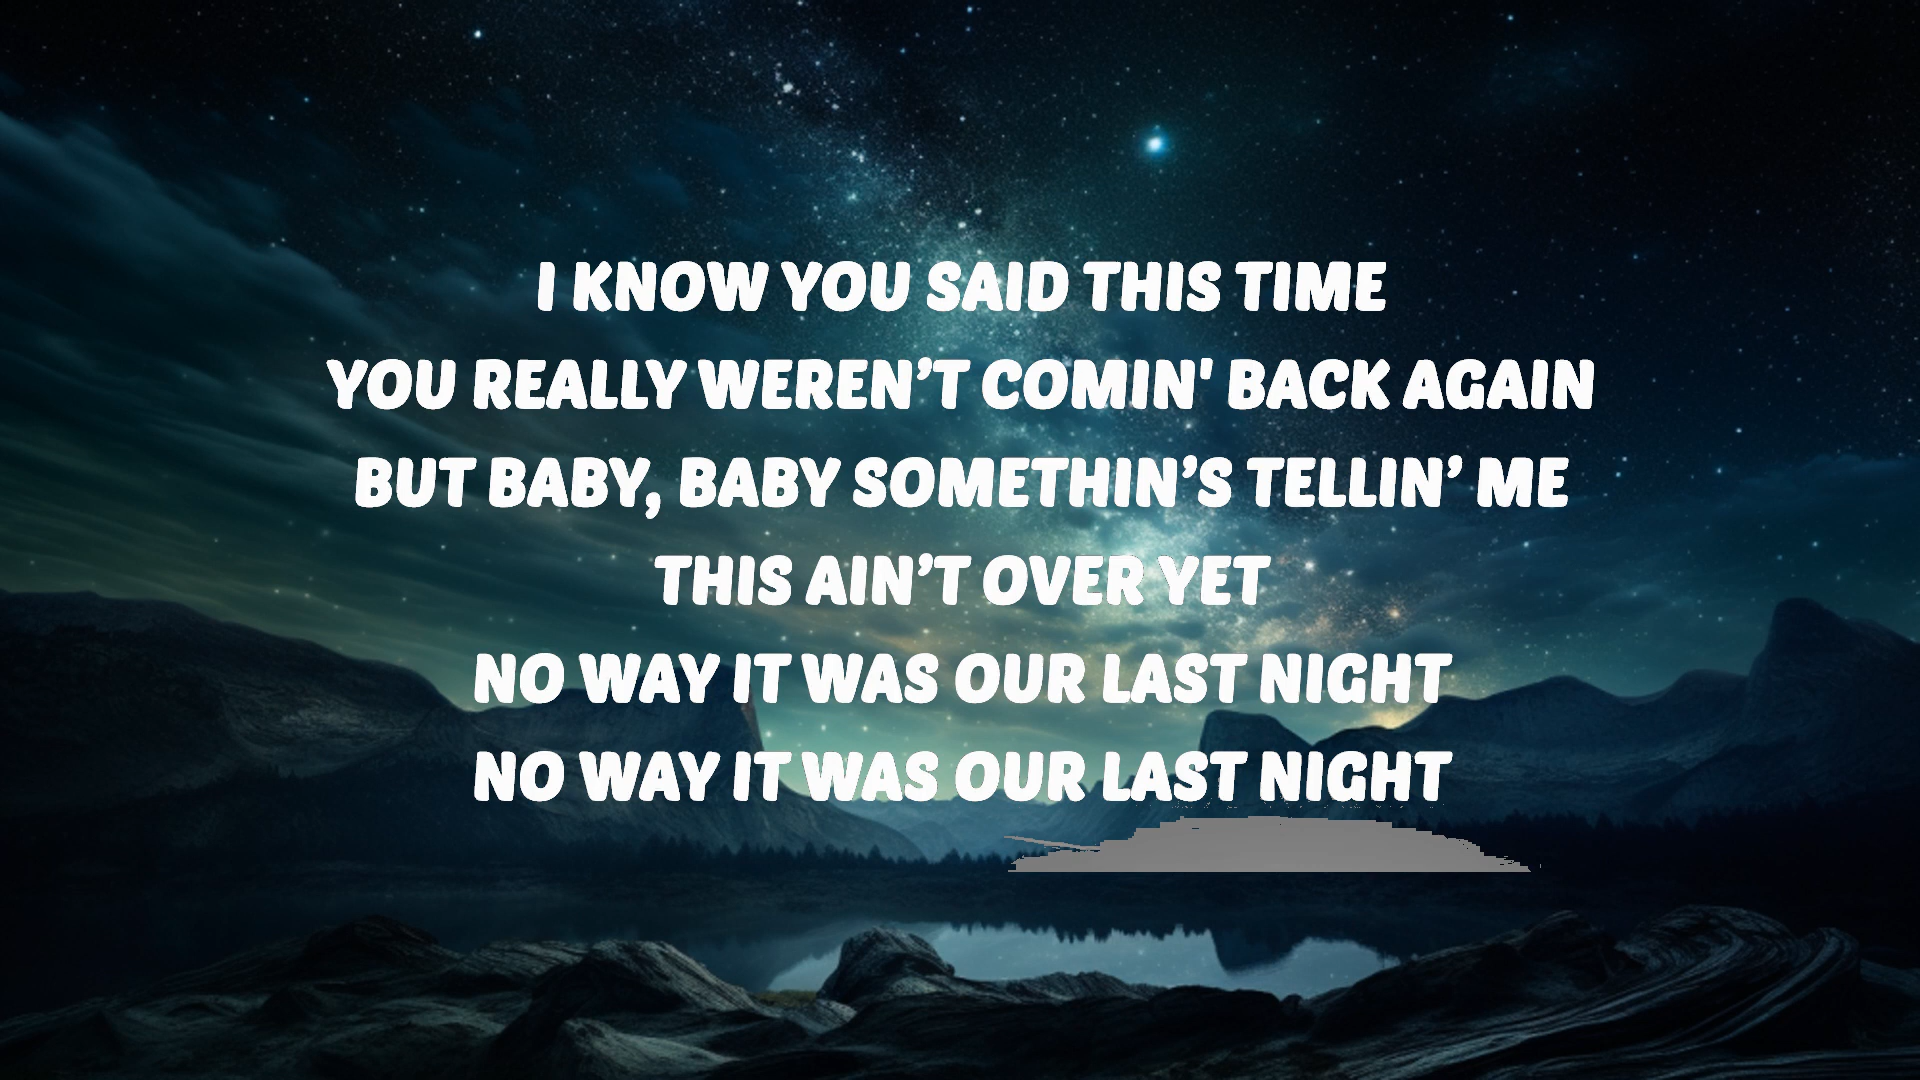 I KNOW YOU SAID THIS TIME
YOU REALLY WEREN’T COMIN' BACK AGAIN
BUT BABY, BABY SOMETHIN’S TELLIN’ ME
THIS AIN’T OVER YET
NO WAY IT WAS OUR LAST NIGHT
NO WAY IT WAS OUR LAST NIGHT